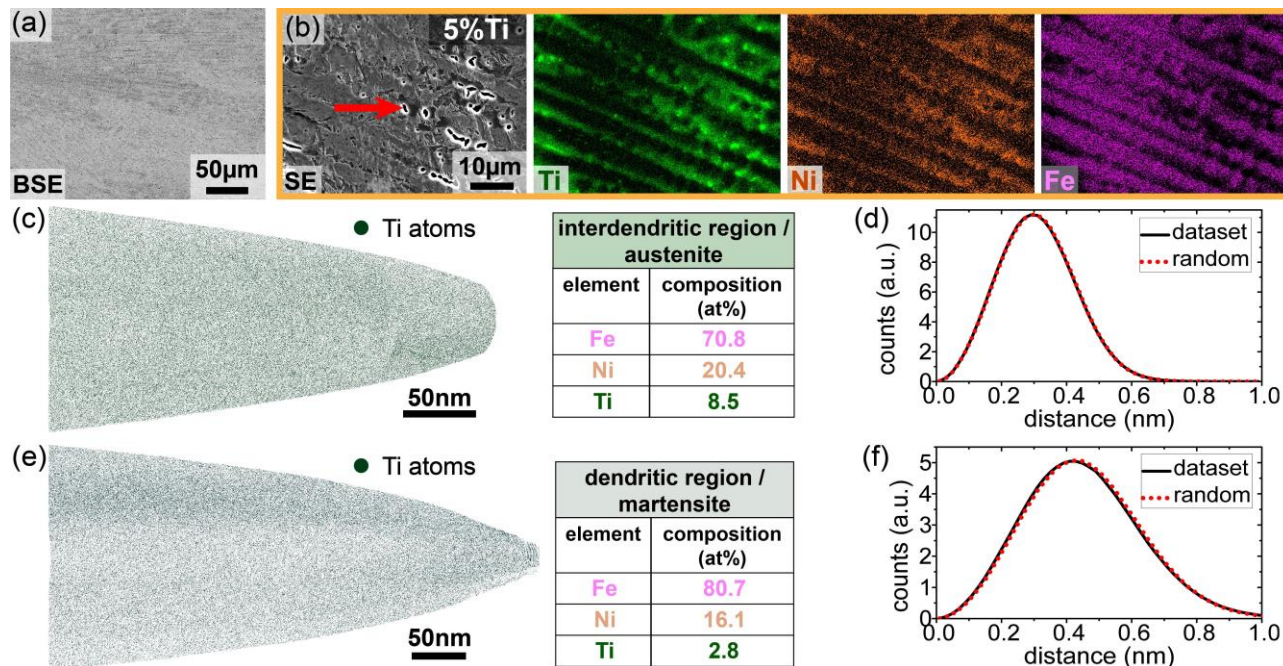 (a)
BSE
50µm
(b)
5%Ti
SE
10µm
Ti
Ni
Fe
(c)
Ti atoms
50nm
interdendritic region /
austenite
element composition
(at%)
Fe 70.8
Ni 20.4
Ti 8.5
(d)
counts (a.u.)
10
8
6
4
2
0
dataset
random
0.0 0.2 0.4 0.6 0.8 1.0
distance (nm)
(e)
Ti atoms
50nm
dendritic region /
martensite
element composition
(at%)
Fe 80.7
Ni 16.1
Ti 2.8
(f)
counts (a.u.)
5
4
3
2
1
0
dataset
random
0.0 0.2 0.4 0.6 0.8 1.0
distance (nm)